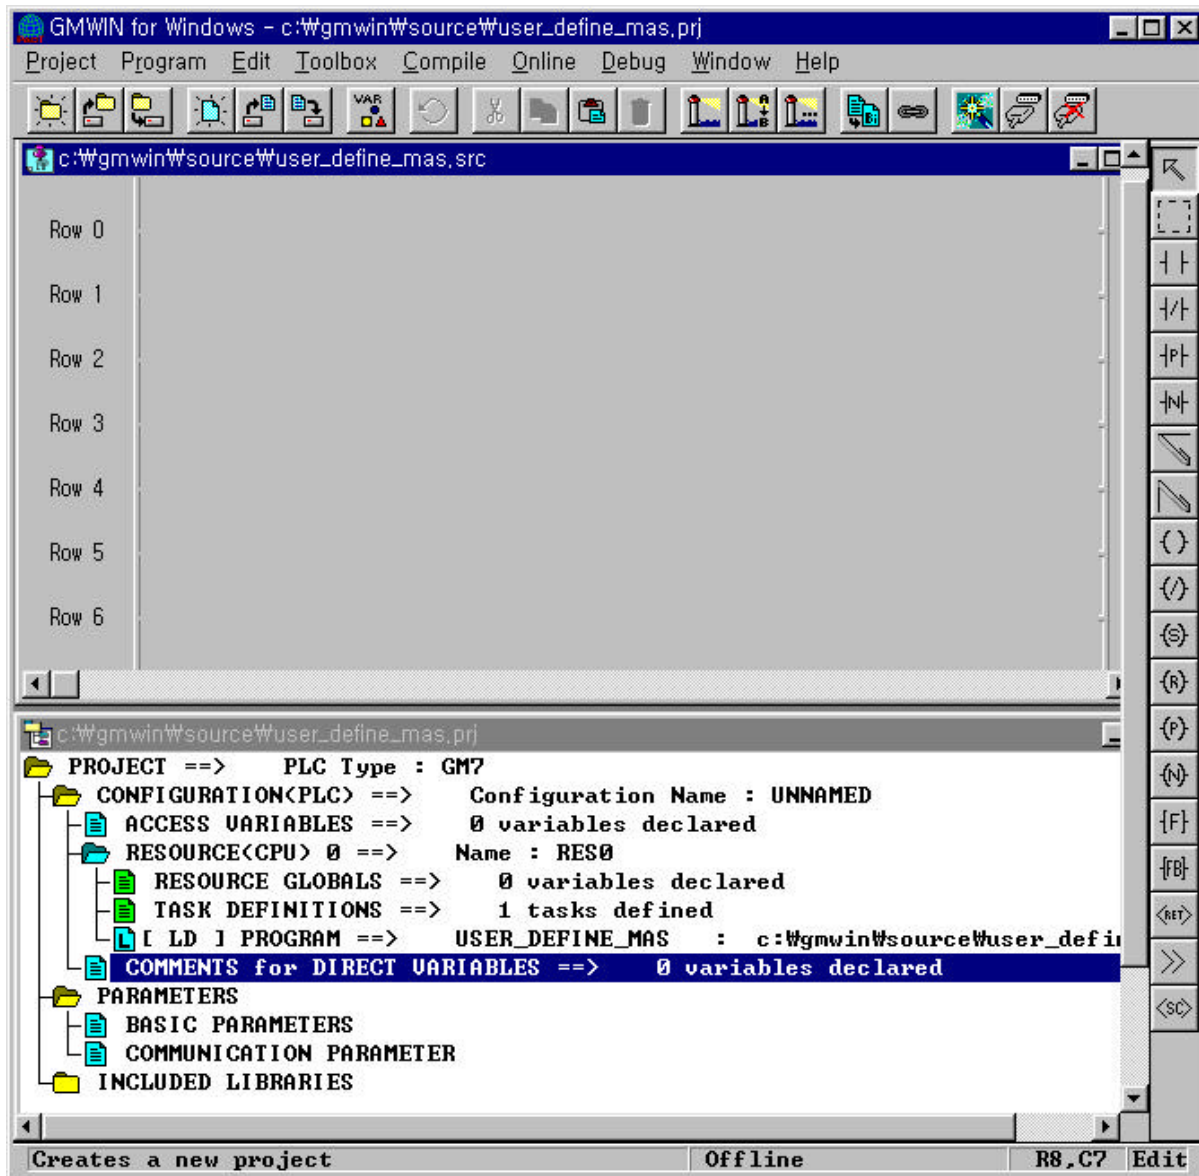 GMWIN for Windows - c:₩gmwin₩source₩user_define_mas.prj
Project Program Edit Toolbox Compile Online Debug Window Help
VAR
c:₩gmwin₩source₩user_define_mas.src
Row 0
Row 1
Row 2
Row 3
Row 4
Row 5
Row 6
P
N
(S)
(R)
(P)
(N)
{F}
{FB}
<RET>
<SC>
c:₩gmwin₩source₩user_define_mas.prj
PROJECT ==> PLC Type : GM7
CONFIGURATION(PLC) ==> Configuration Name : UNNAMED
ACCESS VARIABLES ==> 0 variables declared
RESOURCE(CPU) 0 ==> Name : RES0
RESOURCE GLOBALS ==> 0 variables declared
TASK DEFINITIONS ==> 1 tasks defined
L [ LD ] PROGRAM ==> USER_DEFINE_MAS : c:₩gmwin₩source₩user_defin
COMMENTS for DIRECT VARIABLES ==> 0 variables declared
PARAMETERS
BASIC PARAMETERS
COMMUNICATION PARAMETER
INCLUDED LIBRARIES
Creates a new project Offline R8,C7 Edit